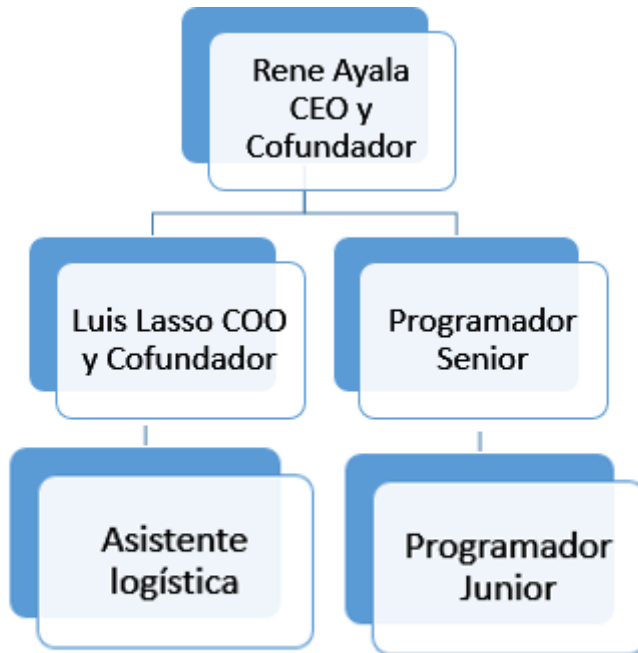 Rene Ayala
CEO y
Cofundador
Luis Lasso COO
y Cofundador
Programador
Senior
Asistente
logística
Programador
Junior